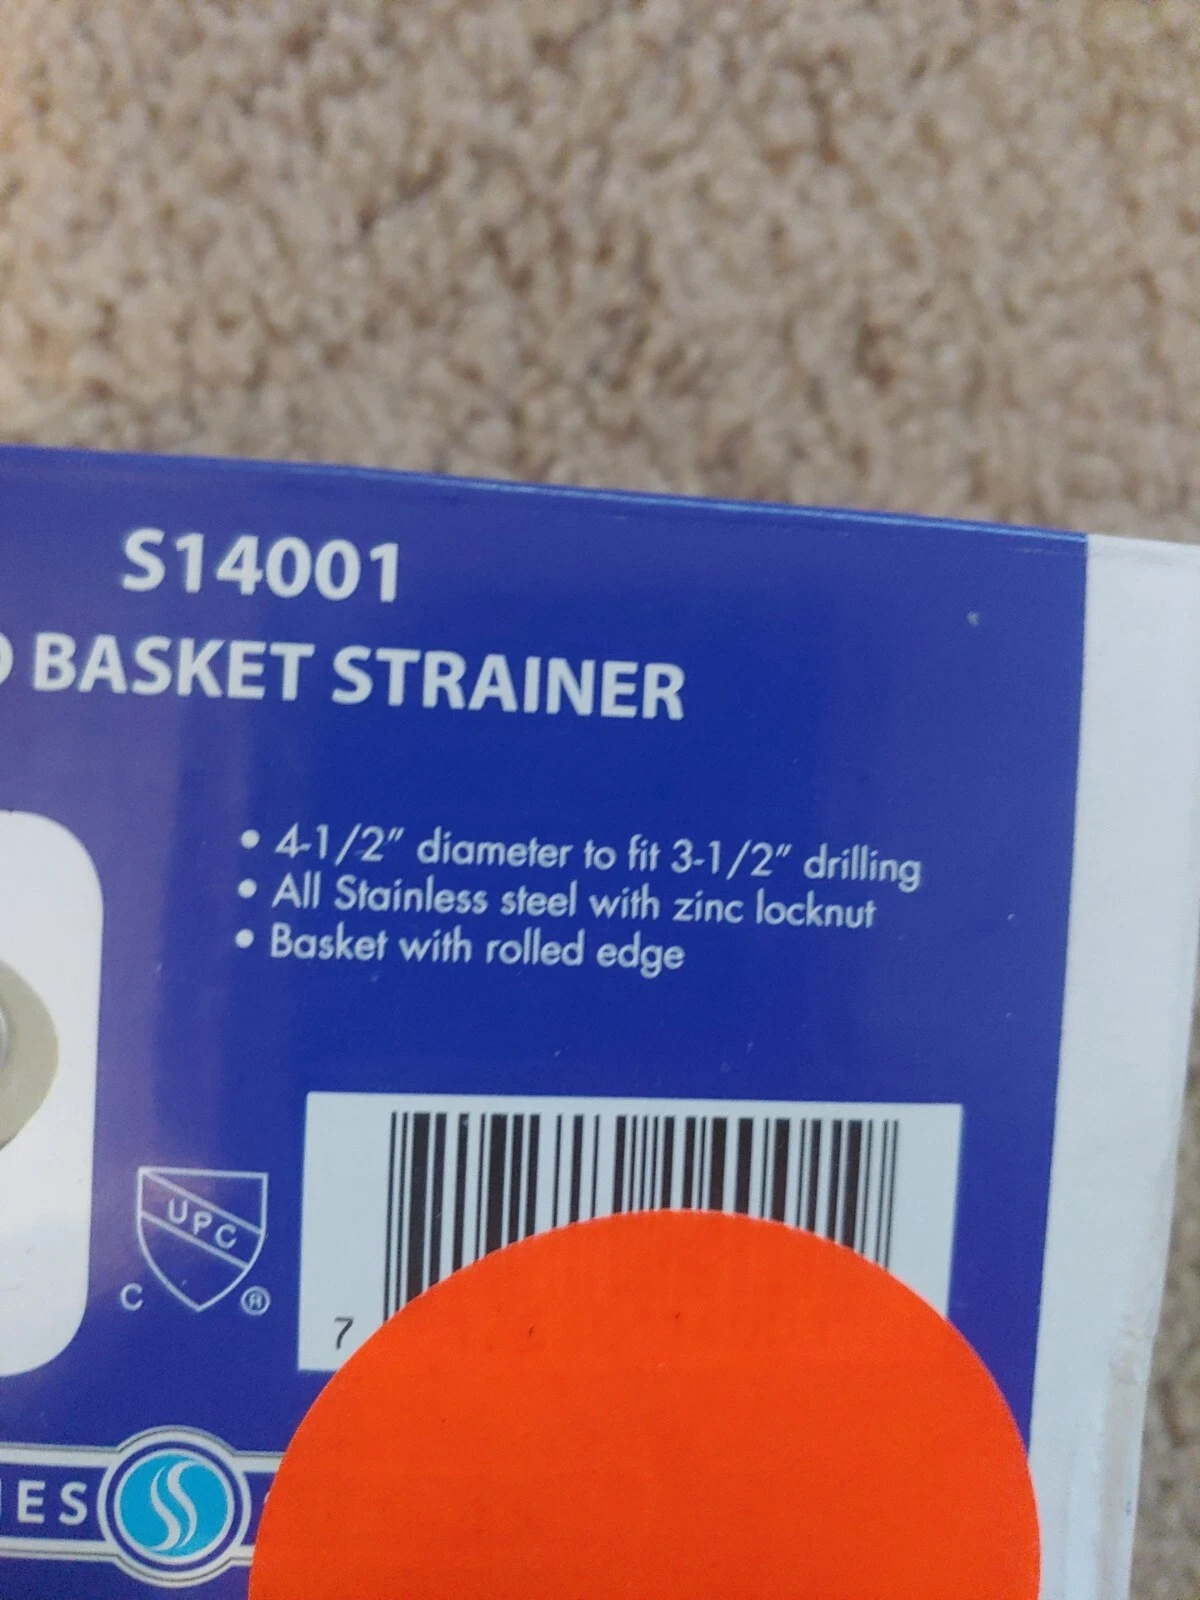 S14001
BASKET STRAINER
• 4-1/2" diameter to fit 3-1/2" drilling
• All Stainless steel with zinc locknut
• Basket with rolled edge
UPC
C ®
7
ES